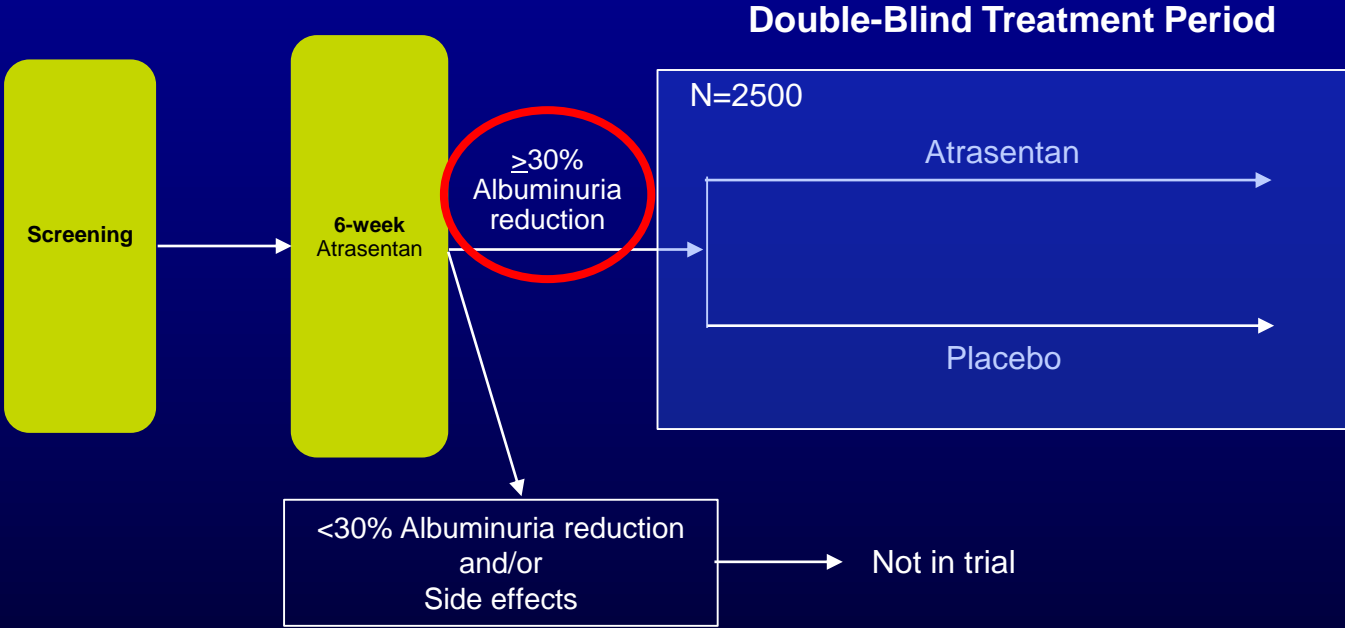 Double-Blind Treatment Period
N=2500
Screening
6-week
Atrasentan
≥30%
Albuminuria
reduction
Atrasentan
Placebo
<30% Albuminuria reduction
and/or
Side effects
Not in trial